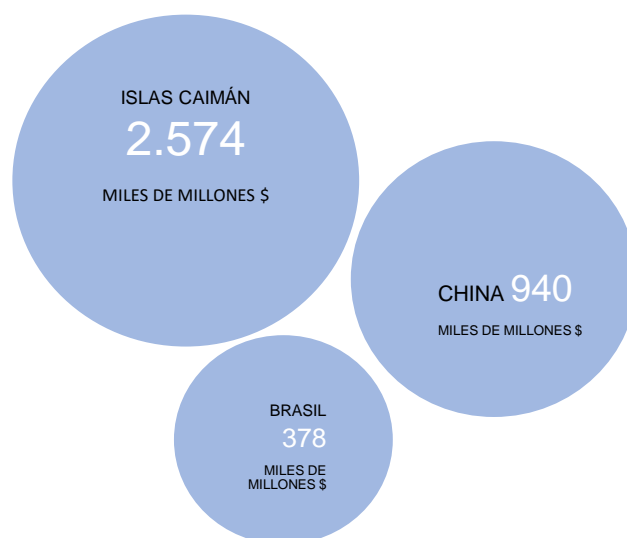 ISLAS CAIMÁN
2.574
MILES DE MILLONES $
CHINA 940
MILES DE MILLONES $
BRASIL
378
MILES DE
MILLONES $